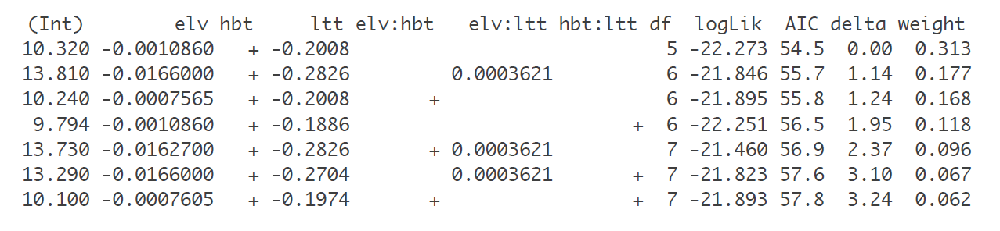 (Int) elv hbt ltt elv:hbt elv:ltt hbt:ltt df logLik AIC delta weight
10.320 -0.0010860 + -0.2008 5 -22.273 54.5 0.00 0.313
13.810 -0.0166000 + -0.2826 0.0003621 6 -21.846 55.7 1.14 0.177
10.240 -0.0007565 + -0.2008 + 6 -21.895 55.8 1.24 0.168
9.794 -0.0010860 + -0.1886 + 6 -22.251 56.5 1.95 0.118
13.730 -0.0162700 + -0.2826 + 0.0003621 7 -21.460 56.9 2.37 0.096
13.290 -0.0166000 + -0.2704 0.0003621 + 7 -21.823 57.6 3.10 0.067
10.100 -0.0007605 + -0.1974 + + 7 -21.893 57.8 3.24 0.062